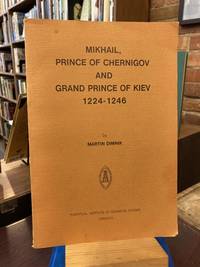 MIKHAIL,
PRINCE OF CHERNIGOV
AND
GRAND PRINCE OF KIEV
1224-1246
by
MARTIN DIMNIK
PONTIFICAL INSTITUTE OF MEDIAEVAL STUDIES
TORONTO